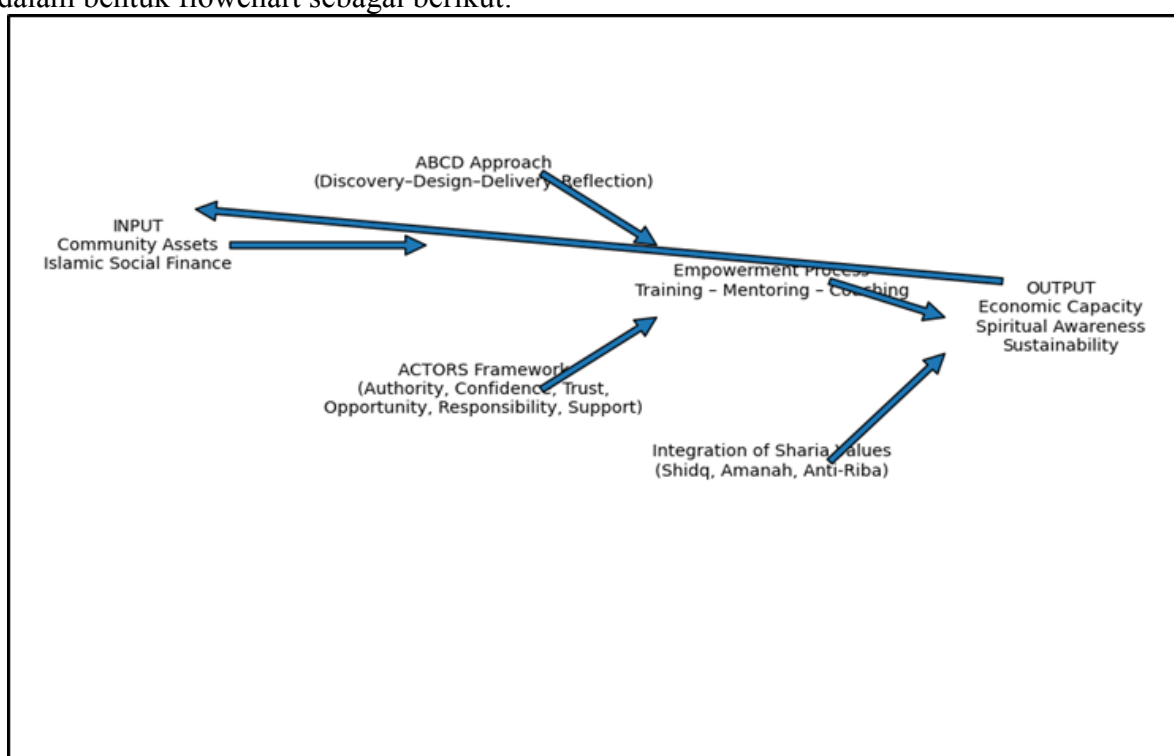 dalam bentuk flowchart sebagai berikut:
ABCD Approach
(Discovery–Design–Delivery–Reflection)
INPUT
Community Assets
Islamic Social Finance
Empowerment Process
Training – Mentoring – Coaching
OUTPUT
Economic Capacity
Spiritual Awareness
Sustainability
ACTORS Framework
(Authority, Confidence, Trust,
Opportunity, Responsibility, Support)
Integration of Sharia Values
(Shidq, Amanah, Anti-Riba)